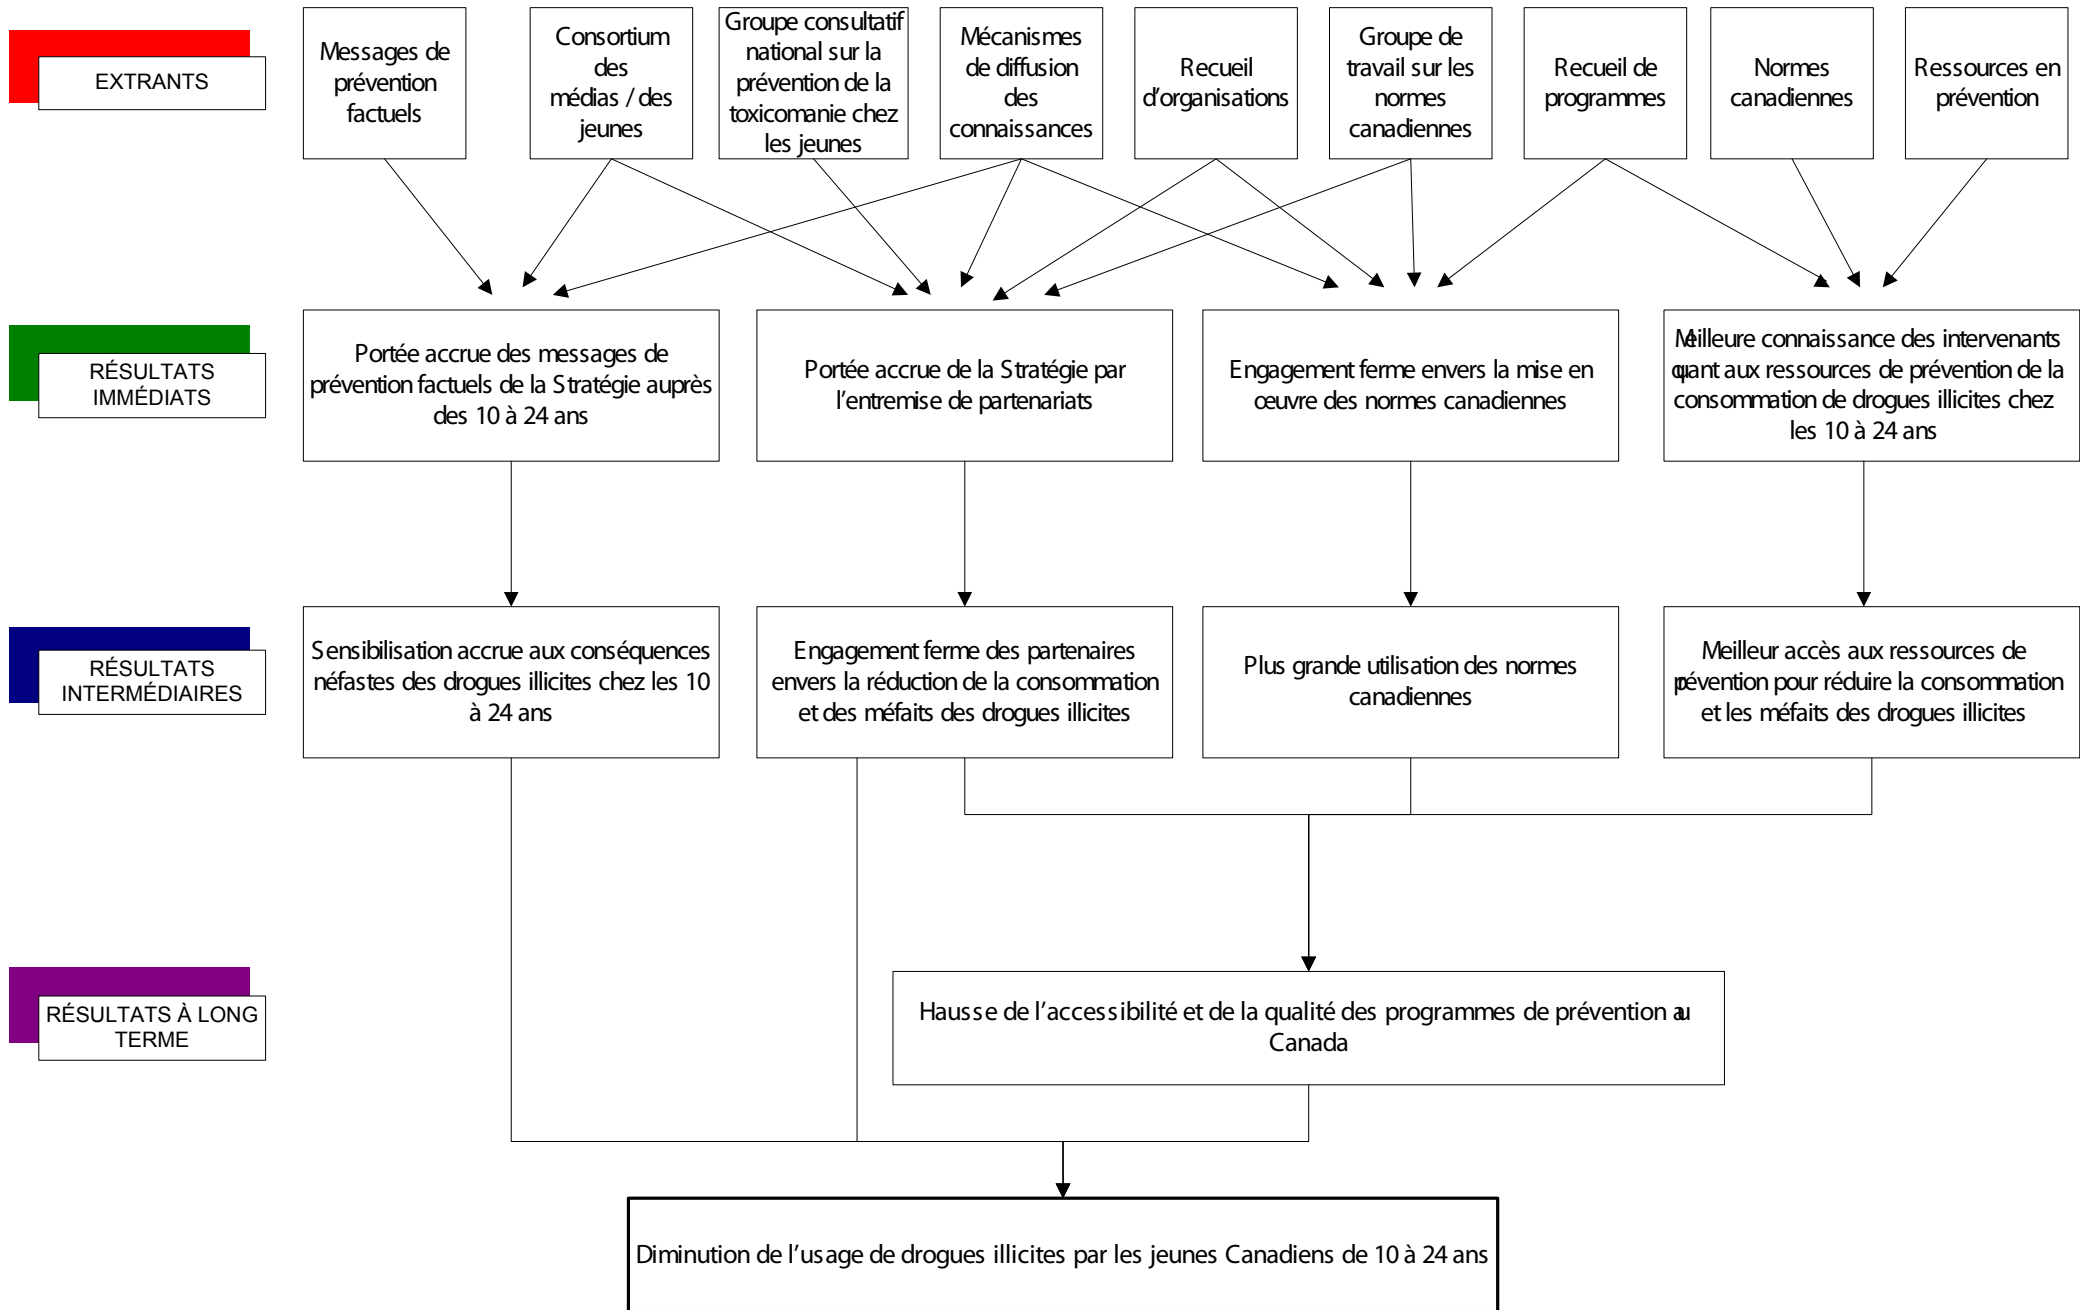 EXTRANTS
Messages de
prévention
factuels
Consortium
des
médias / des
jeunes
Groupe consultatif
national sur la
prévention de la
toxicomanie chez
les jeunes
Mécanismes
de diffusion
des
connaissances
Recueil
d'organisations
Groupe de
travail sur les
normes
canadiennes
Recueil de
programmes
Normes
canadiennes
Ressources en
prévention
RÉSULTATS
IMMÉDIATS
Portée accrue des messages de
prévention factuels de la Stratégie auprès
des 10 à 24 ans
Portée accrue de la Stratégie par
l'entremise de partenariats
Engagement ferme envers la mise en
œuvre des normes canadiennes
Meilleure connaissance des intervenants
quant aux ressources de prévention de la
consommation de drogues illicites chez
les 10 à 24 ans
RÉSULTATS
INTERMÉDIAIRES
Sensibilisation accrue aux conséquences
néfastes des drogues illicites chez les 10
à 24 ans
Engagement ferme des partenaires
envers la réduction de la consommation
et des méfaits des drogues illicites
Plus grande utilisation des normes
canadiennes
Meilleur accès aux ressources de
prévention pour réduire la consommation
et les méfaits des drogues illicites
RÉSULTATS À LONG
TERME
Hausse de l'accessibilité et de la qualité des programmes de prévention au
Canada
Diminution de l'usage de drogues illicites par les jeunes Canadiens de 10 à 24 ans